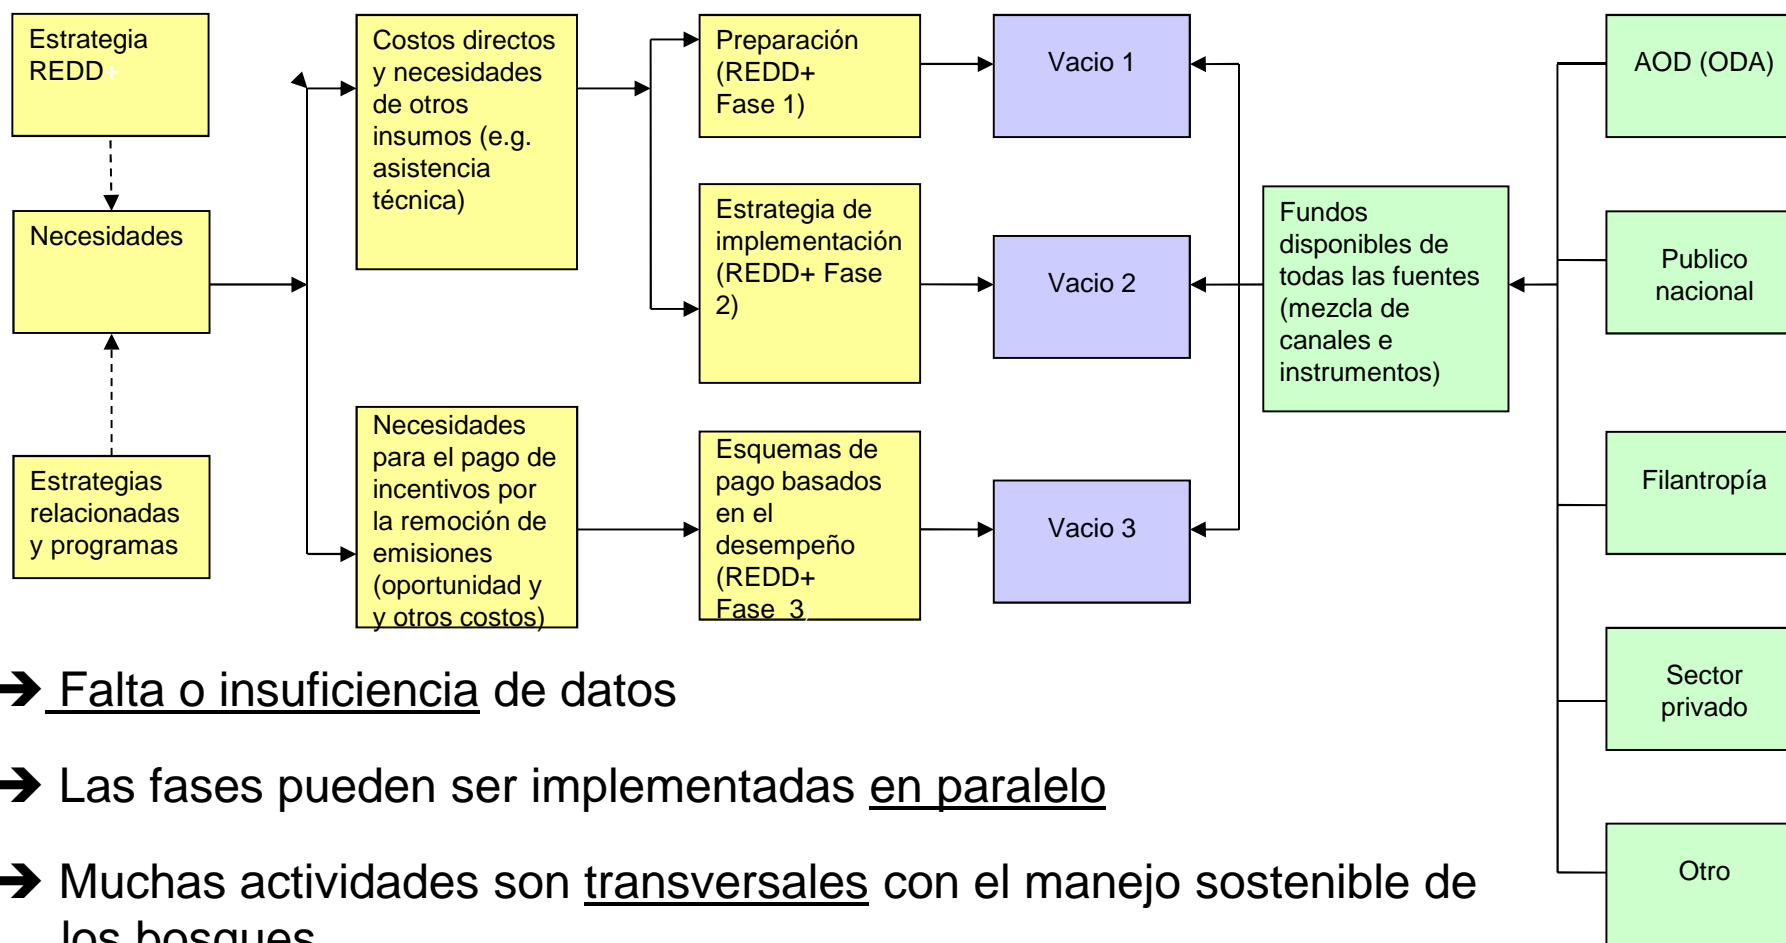 Estrategia
REDD+
Necesidades
Estrategias
relacionadas
y programas
Costos directos
y necesidades
de otros
insumos (e.g.
asistencia
técnica)
Necesidades
para el pago de
incentivos por
la remoción de
emisiones
(oportunidad y
y otros costos)
Preparación
(REDD+
Fase 1)
Estrategia de
implementación
(REDD+ Fase
2)
Esquemas de
pago basados
en el
desempeño
(REDD+
Fase 3
Vacio 1
Vacio 2
Vacio 3
Fundos
disponibles de
todas las fuentes
(mezcla de
canales e
instrumentos)
AOD (ODA)
Publico
nacional
Filantropía
Sector
privado
Otro
➔ Falta o insuficiencia de datos
➔ Las fases pueden ser implementadas en paralelo
➔ Muchas actividades son transversales con el manejo sostenible de
los bosques